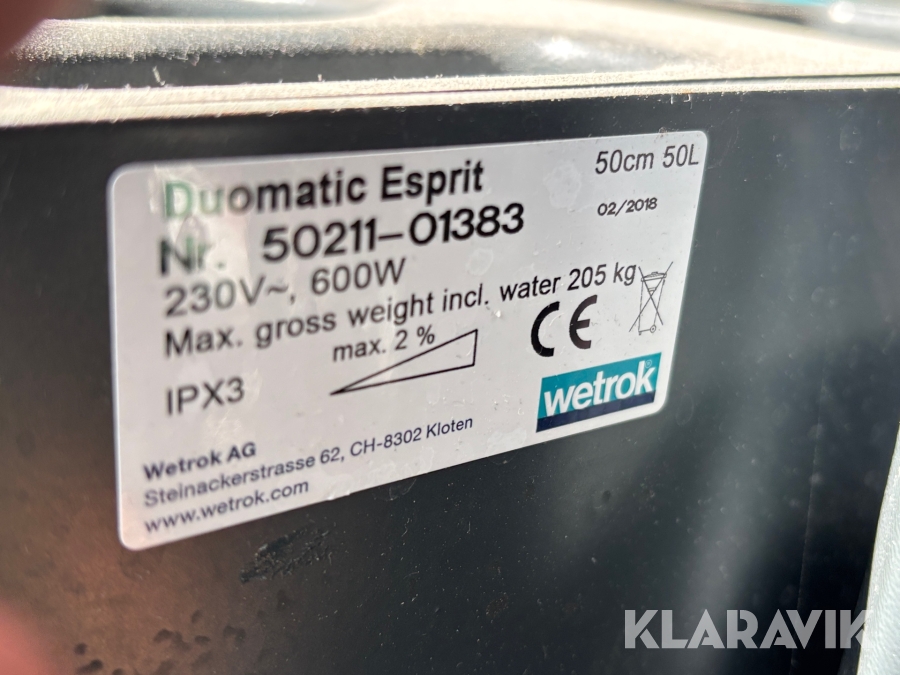 Duomatic Esprit
50cm 50L
Nr. 50211-01383
02/2018
230V~, 600W
Max. gross weight incl. water 205 kg
max. 2 %
CE
IPX3
wetrok
Wetrok AG
Steinackerstrasse 62, CH-8302 Kloten
www.wetrok.com
KLARAVIK